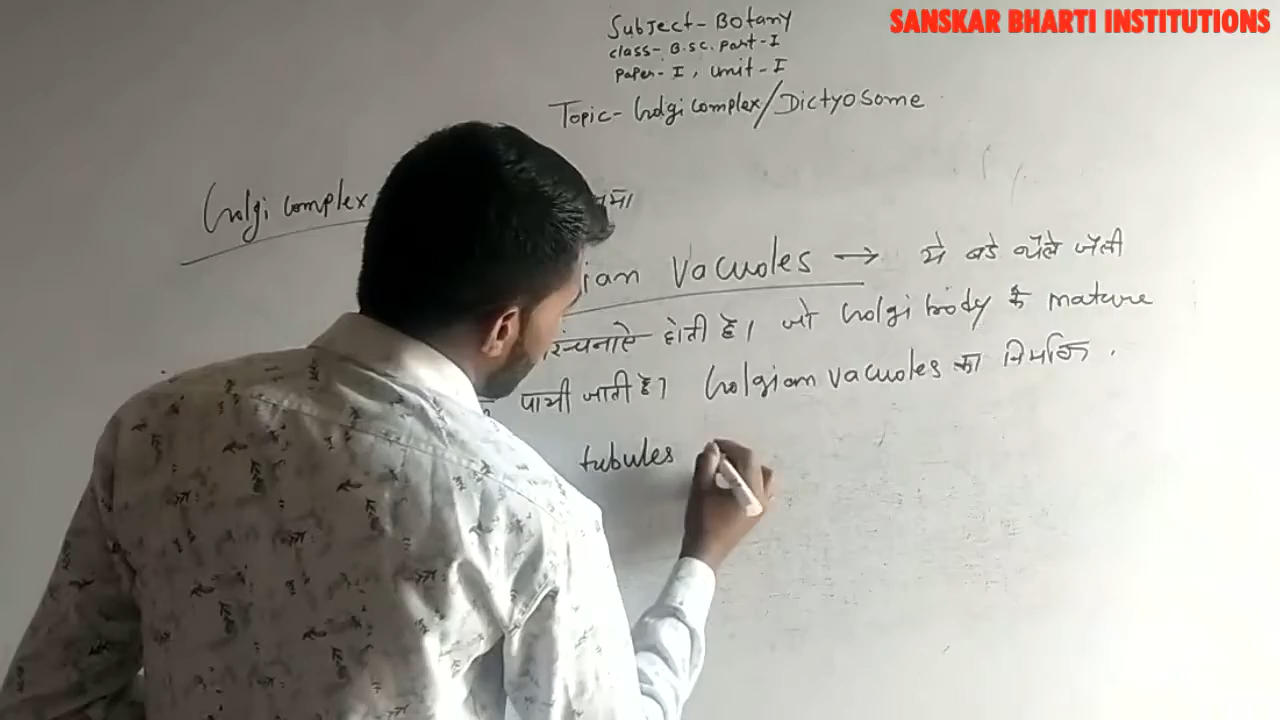 SANSKAR BHARTI INSTITUTIONS
Subject- Botany
class- B.sc. part-I
paper- I, unit-I
Topic- Golgi complex/Dictyosome
Golgi complex
ian Vacuoles → ये बडे थैले जैली
होती है। जो Golgi body के mature
पायी जाती है। Golgian vacuoles का
tubules